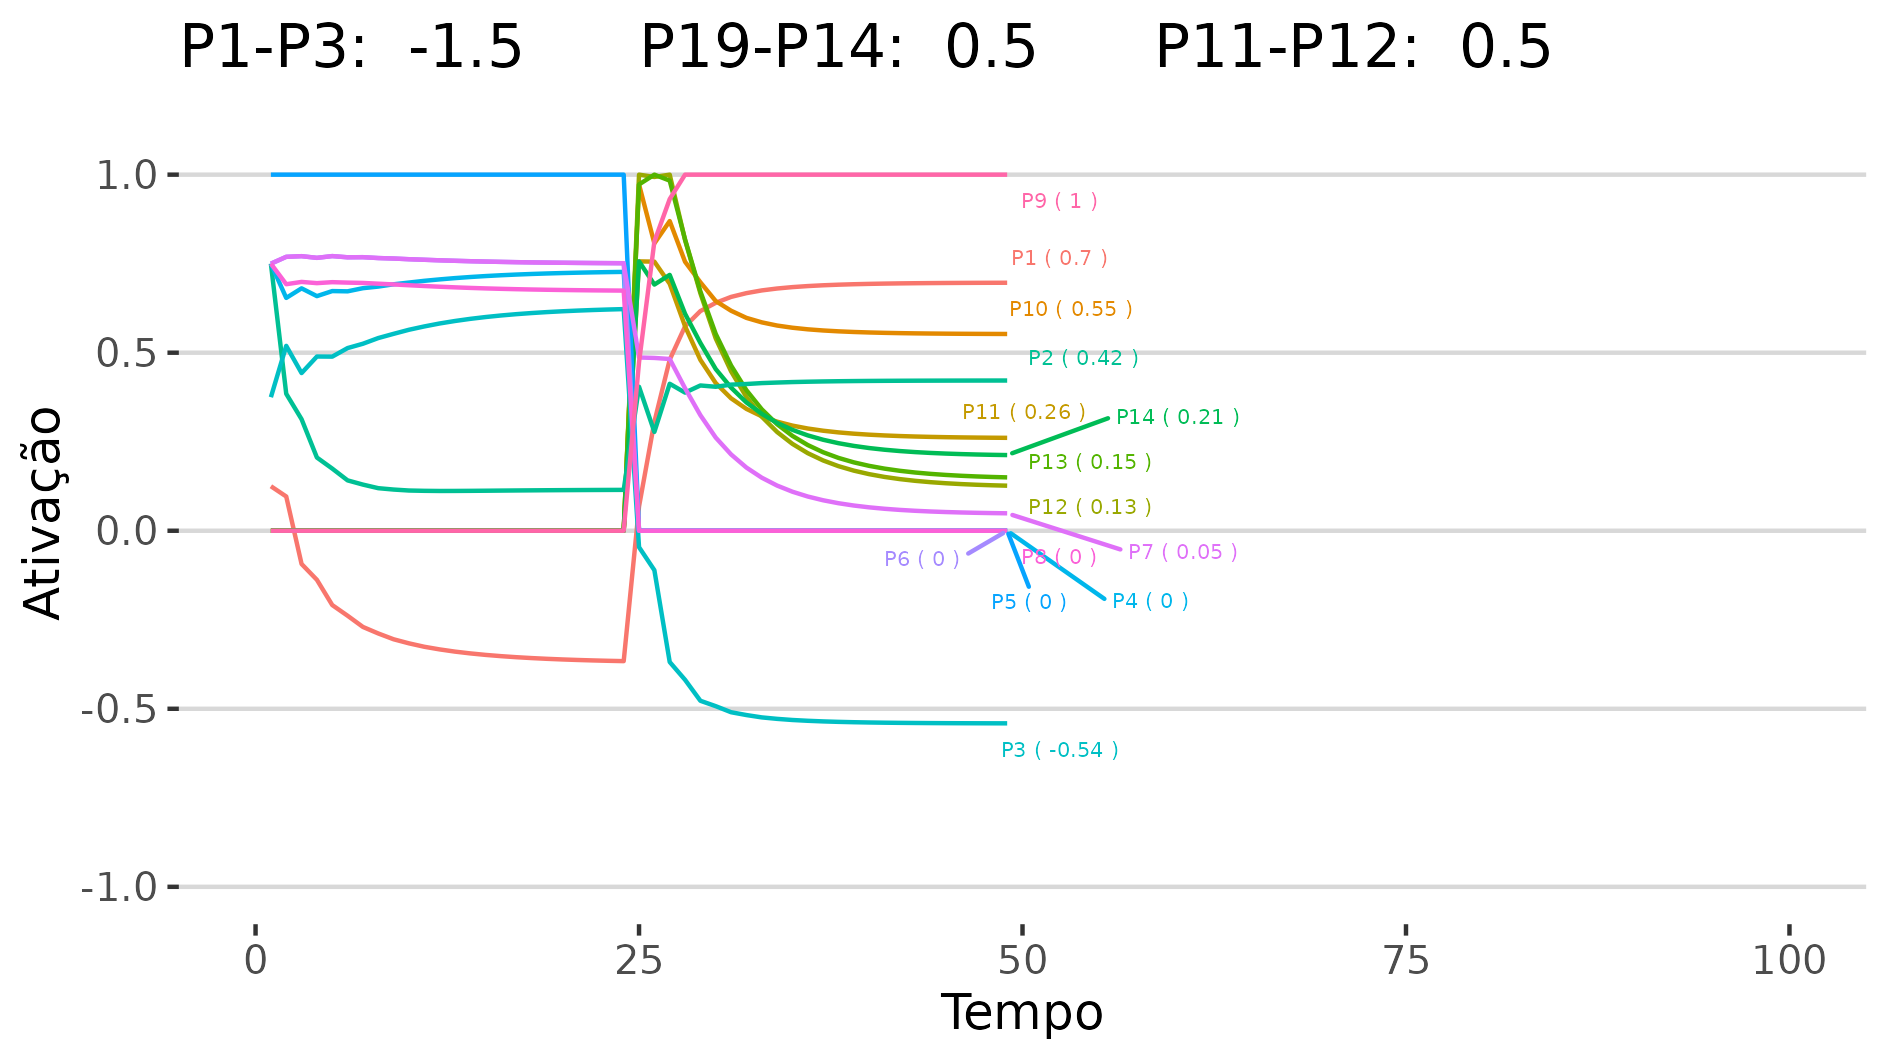 P1-P3:  -1.5  P19-P14:  0.5  P11-P12:  0.5
1.0
P9 ( 1 )
P1 ( 0.7 )
P10 ( 0.55 )
0.5
P2 ( 0.42 )
P11 ( 0.26 )
P14 ( 0.21 )
P13 ( 0.15 )
P12 ( 0.13 )
0.0
P7 ( 0.05 )
P6 ( 0 )
P8 ( 0 )
P5 ( 0 )
P4 ( 0 )
-0.5
P3 ( -0.54 )
-1.0
Ativação
0 25 50 75 100
Tempo